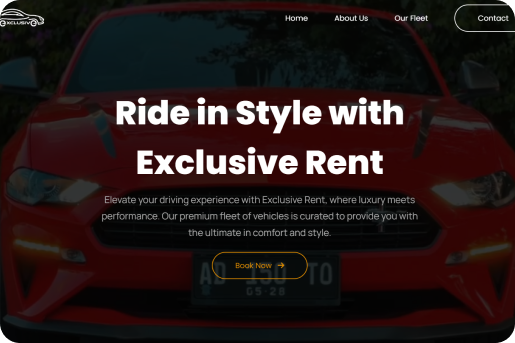 EXCLUSIVE
Home About Us Our Fleet Contact
Ride in Style with
Exclusive Rent
Elevate your driving experience with Exclusive Rent, where luxury meets
performance. Our premium fleet of vehicles is curated to provide you with
the ultimate in comfort and style.
Book Now →
AD 150 TO
05-28